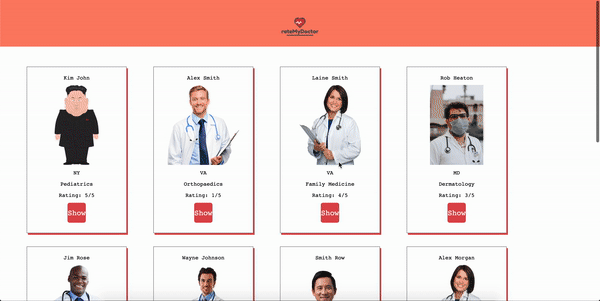 rateMyDoctor
Kim John
Alex Smith
Laine Smith
Rob Heaton
NY
VA
VA
MD
Pediatrics
Orthopaedics
Family Medicine
Dermatology
Rating: 5/5
Rating: 1/5
Rating: 4/5
Rating: 3/5
Show
Show
Show
Show
Jim Rose
Wayne Johnson
Smith Row
Alex Morgan